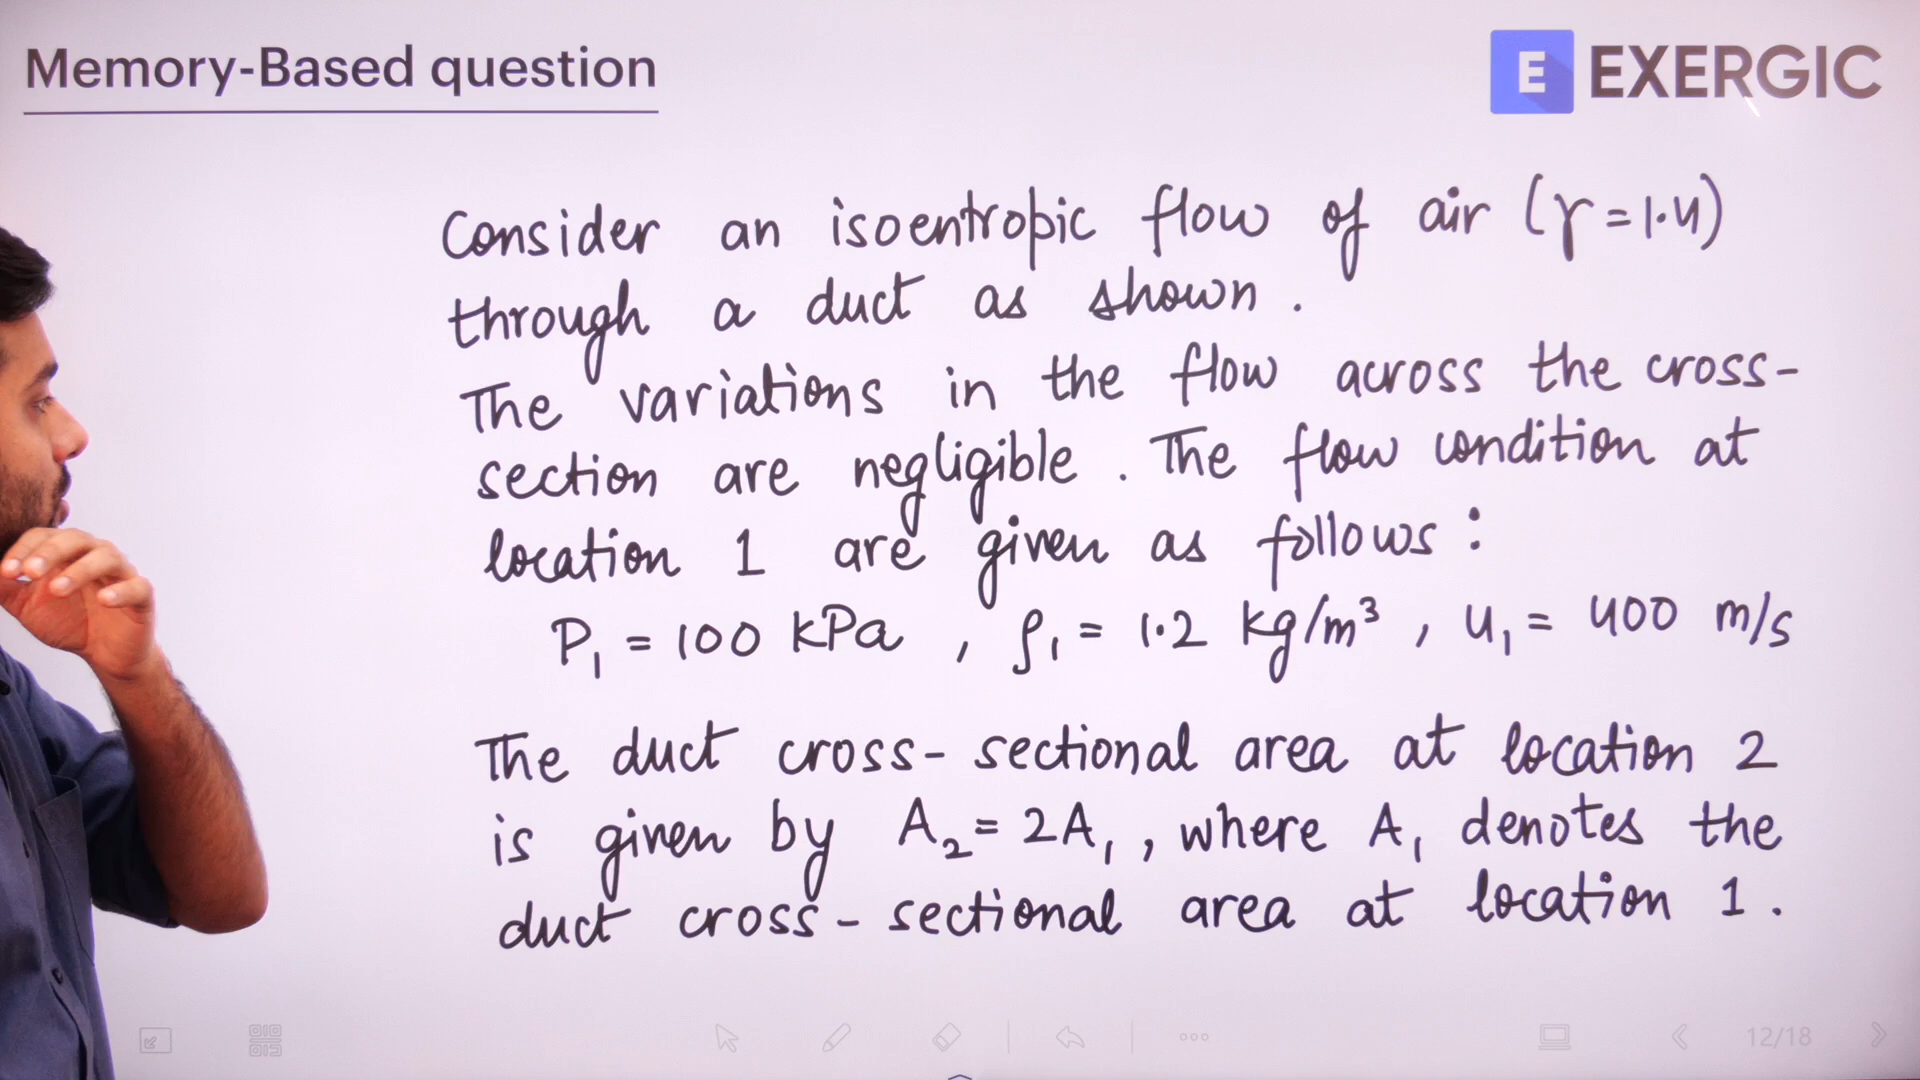 Memory-Based question
E EXERGIC
Consider an isoentropic flow of air (γ = 1.4)
through a duct as shown.
The variations in the flow across the cross-
section are negligible. The flow condition at
location 1 are given as follows:
P₁ = 100 kPa, ρ₁ = 1.2 kg/m³, u₁ = 400 m/s
The duct cross-sectional area at location 2
is given by A₂ = 2A₁, where A₁ denotes the
duct cross-sectional area at location 1.
12/18